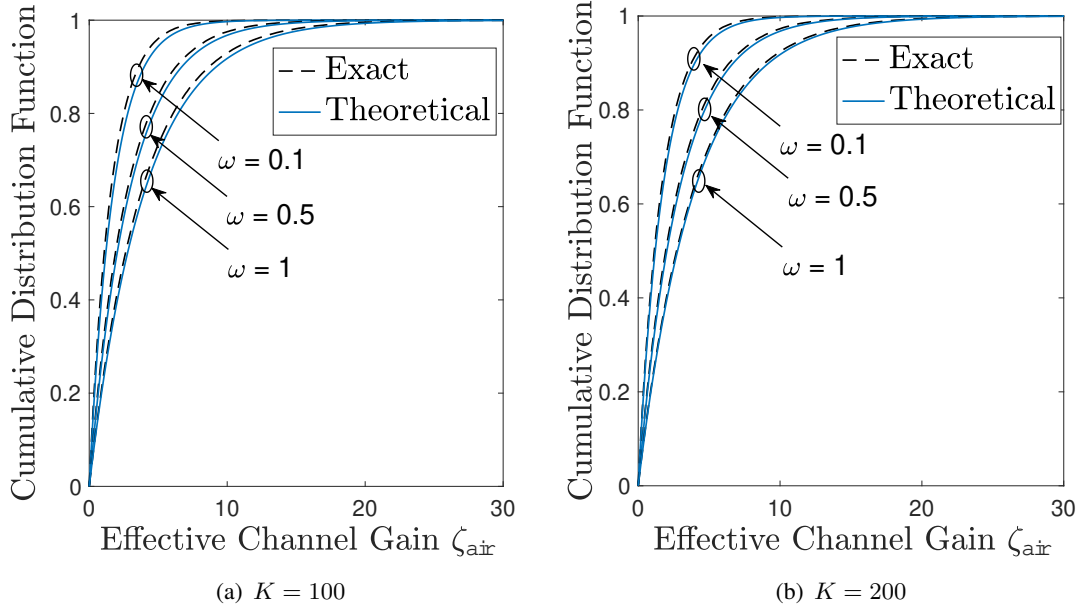 Cumulative Distribution Function
1
0.8
0.6
0.4
0.2
0
0 10 20 30
Exact
Theoretical
ω = 0.1
ω = 0.5
ω = 1
Effective Channel Gain ζ_air
(a) K = 100
Cumulative Distribution Function
1
0.8
0.6
0.4
0.2
0
0 10 20 30
Exact
Theoretical
ω = 0.1
ω = 0.5
ω = 1
Effective Channel Gain ζ_air
(b) K = 200